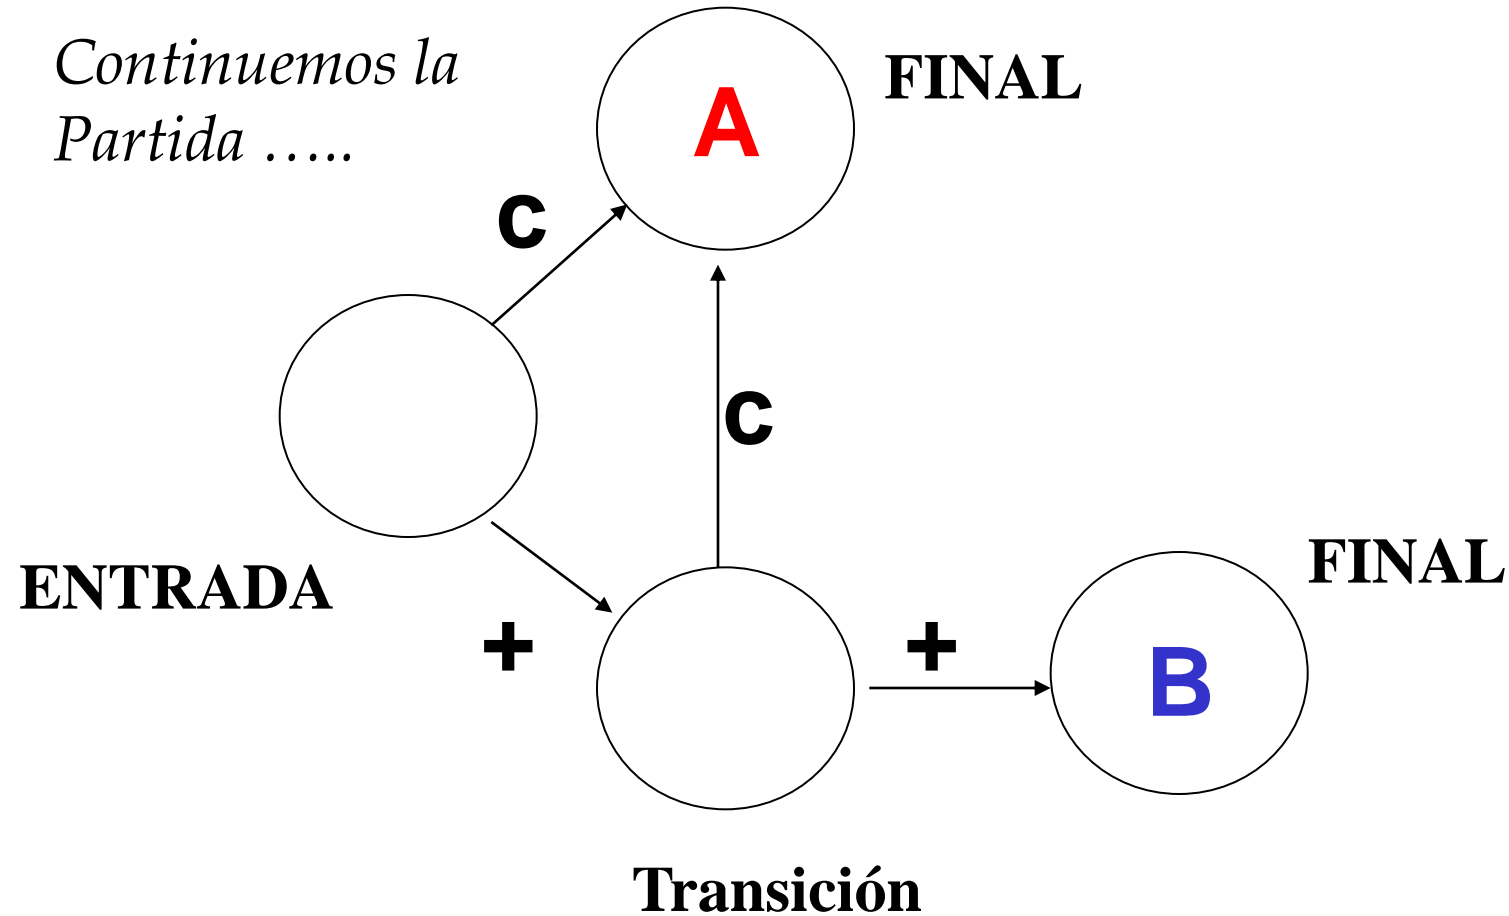 Continuemos la
Partida …..
A
FINAL
c
c
ENTRADA
FINAL
+
+
B
Transición